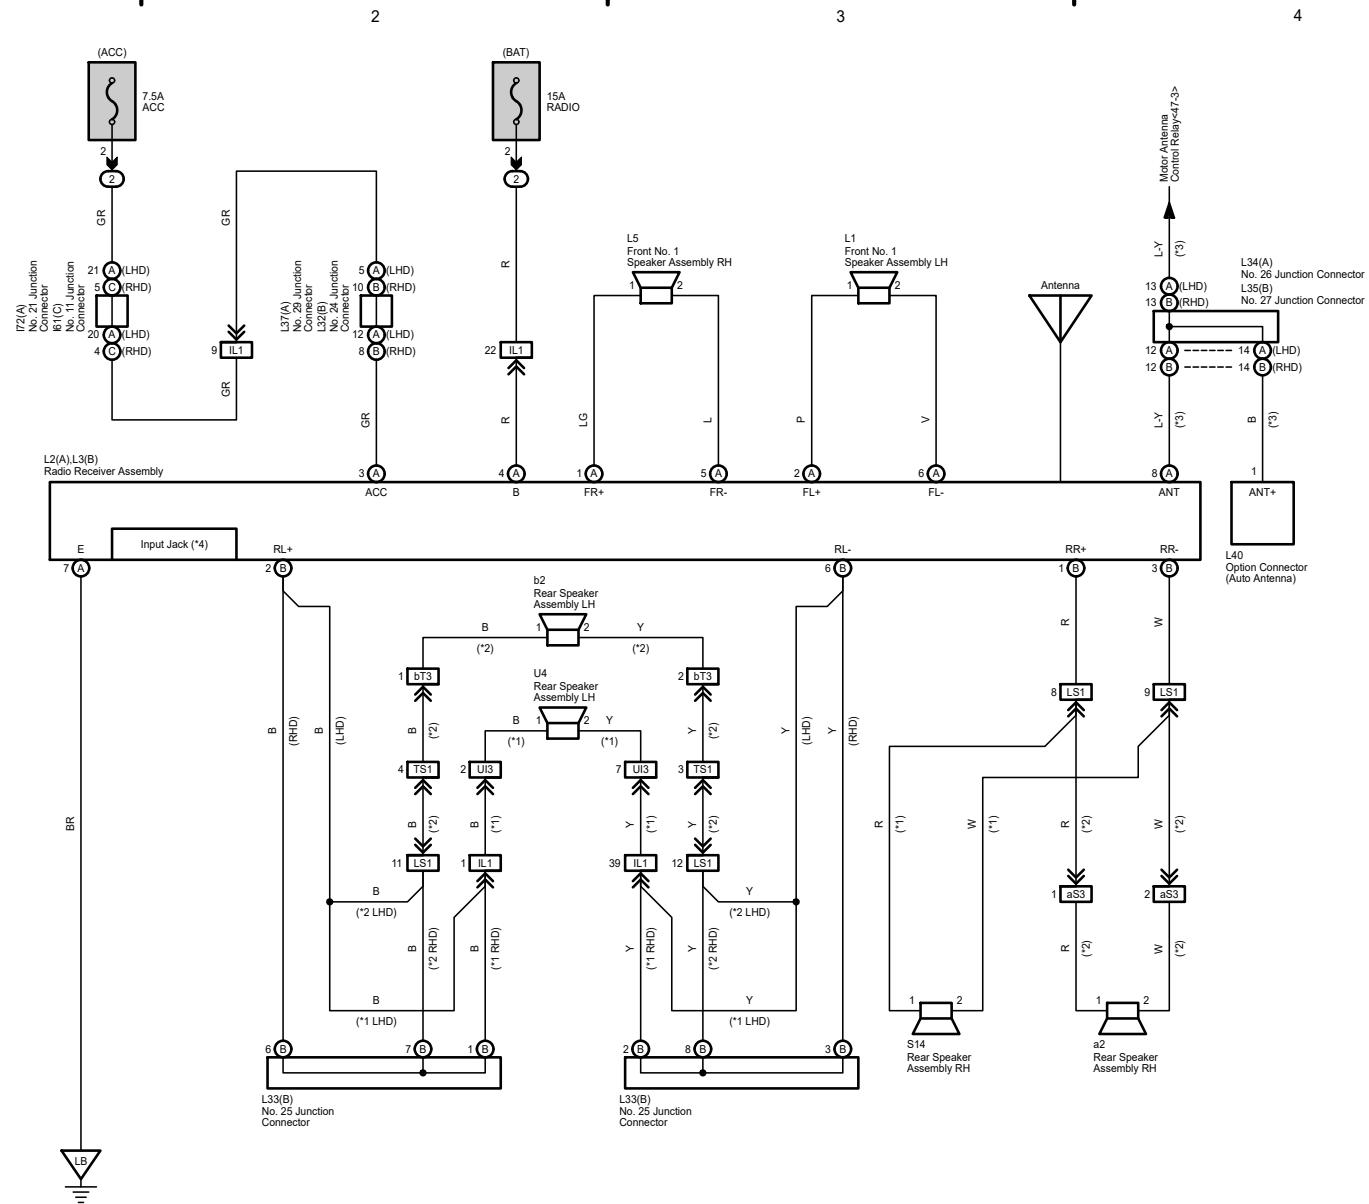 2
3
4
(ACC)
7.5A
ACC
2
2
GR
21 A (LHD)
5 C (RHD)
20 A (LHD)
4 C (RHD)
I72(A)
No. 21 Junction
Connector
I61(C)
No. 11 Junction
Connector
GR
9 IL1
GR
5 A (LHD)
10 B (RHD)
12 A (LHD)
8 B (RHD)
L37(A)
No. 29 Junction
Connector
L32(B)
No. 24 Junction
Connector
GR
(BAT)
15A
RADIO
2
2
R
22 IL1
R
L5
Front No. 1
Speaker Assembly RH
1 2
LG
L
L1
Front No. 1
Speaker Assembly LH
1 2
P
V
Antenna
Motor Antenna
Control Relay<47-3>
L-Y
(*3)
13 A (LHD)
13 B (RHD)
L34(A)
No. 26 Junction Connector
L35(B)
No. 27 Junction Connector
12 A 14 A (LHD)
12 B 14 B (RHD)
L-Y
(*3)
B
(*3)
L2(A),L3(B)
Radio Receiver Assembly
3 A
4 A
1 A
5 A
2 A
6 A
8 A
1
ACC
B
FR+
FR-
FL+
FL-
ANT
ANT+
E
Input Jack (*4)
RL+
RL-
RR+
RR-
L40
Option Connector
(Auto Antenna)
7 A
2 B
6 B
1 B
3 B
b2
Rear Speaker
Assembly LH
B 1 2 Y
(*2) (*2)
1 bT3
2 bT3
U4
Rear Speaker
Assembly LH
B 1 2 Y
(*1) (*1)
R
W
8 LS1
9 LS1
B
(RHD)
B
(LHD)
B
(*2)
Y
(*2)
Y
(LHD)
Y
(RHD)
4 TS1
2 UI3
7 UI3
3 TS1
BR
B
(*2)
B
(*1)
Y
(*1)
Y
(*2)
R
(*1)
W
(*1)
R
(*2)
W
(*2)
11 LS1
1 IL1
39 IL1
12 LS1
1 aS3
2 aS3
B
(*2 LHD)
Y
(*2 LHD)
B
(*2 RHD)
B
(*1 RHD)
Y
(*1 RHD)
Y
(*2 RHD)
R
(*2)
W
(*2)
B
(*1 LHD)
Y
(*1 LHD)
1 2
S14
Rear Speaker
Assembly RH
1 2
a2
Rear Speaker
Assembly RH
6 B
7 B
1 B
2 B
8 B
3 B
L33(B)
No. 25 Junction
Connector
L33(B)
No. 25 Junction
Connector
LB